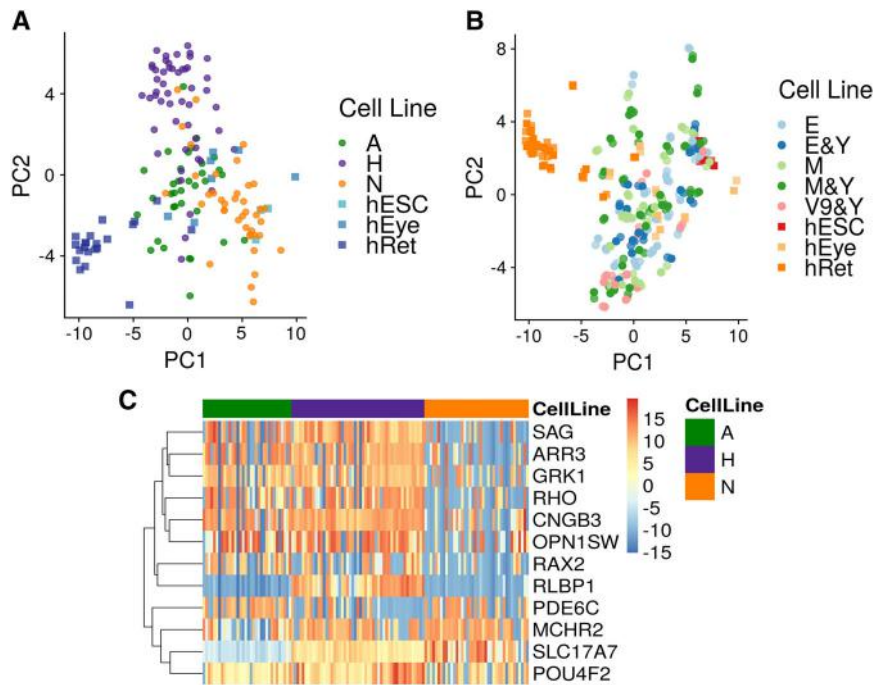 A
PC2
4
0
-4
-10
-5
0
5
10
PC1
Cell Line
A
H
N
hESC
hEye
hRet
B
PC2
8
4
0
-4
-10
-5
0
5
10
PC1
Cell Line
E
E&Y
M
M&Y
V9&Y
hESC
hEye
hRet
C
CellLine
SAG
ARR3
GRK1
RHO
CNGB3
OPN1SW
RAX2
RLBP1
PDE6C
MCHR2
SLC17A7
POU4F2
15
10
5
0
-5
-10
-15
CellLine
A
H
N